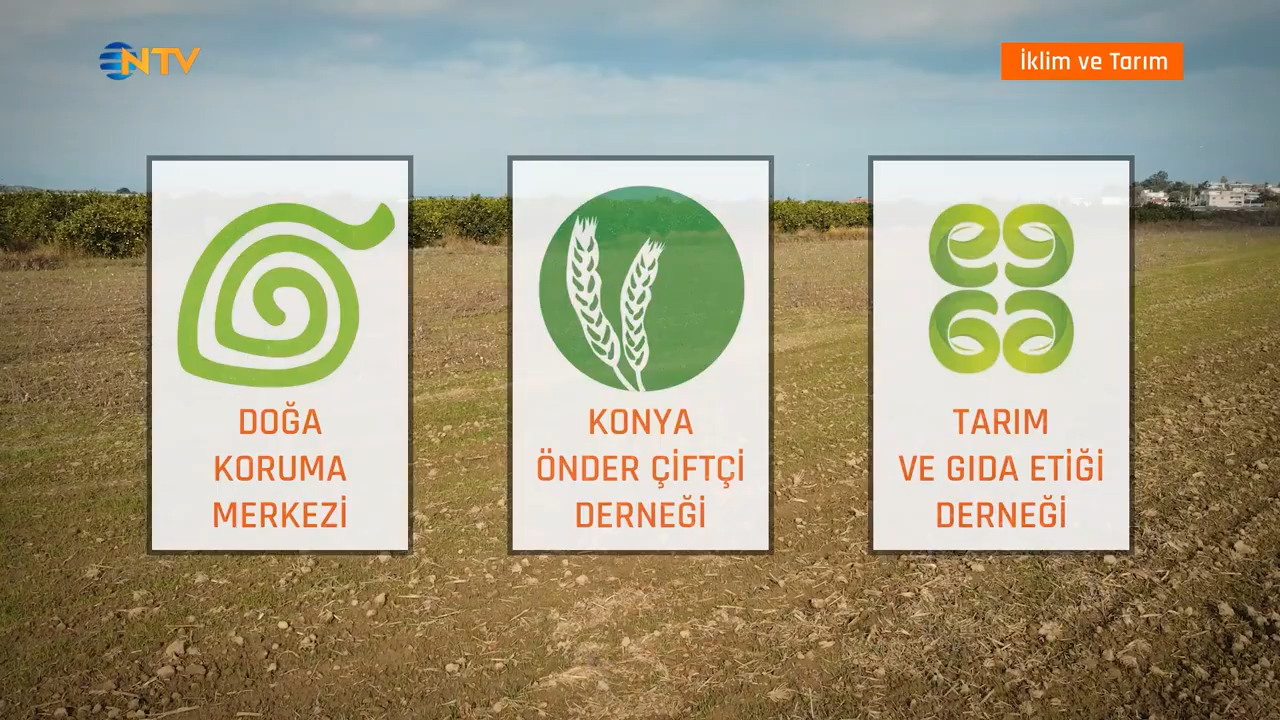 NTV
İklim ve Tarım
DOĞA
KORUMA
MERKEZİ
KONYA
ÖNDER ÇİFTÇİ
DERNEĞİ
TARIM
VE GIDA ETİĞİ
DERNEĞİ